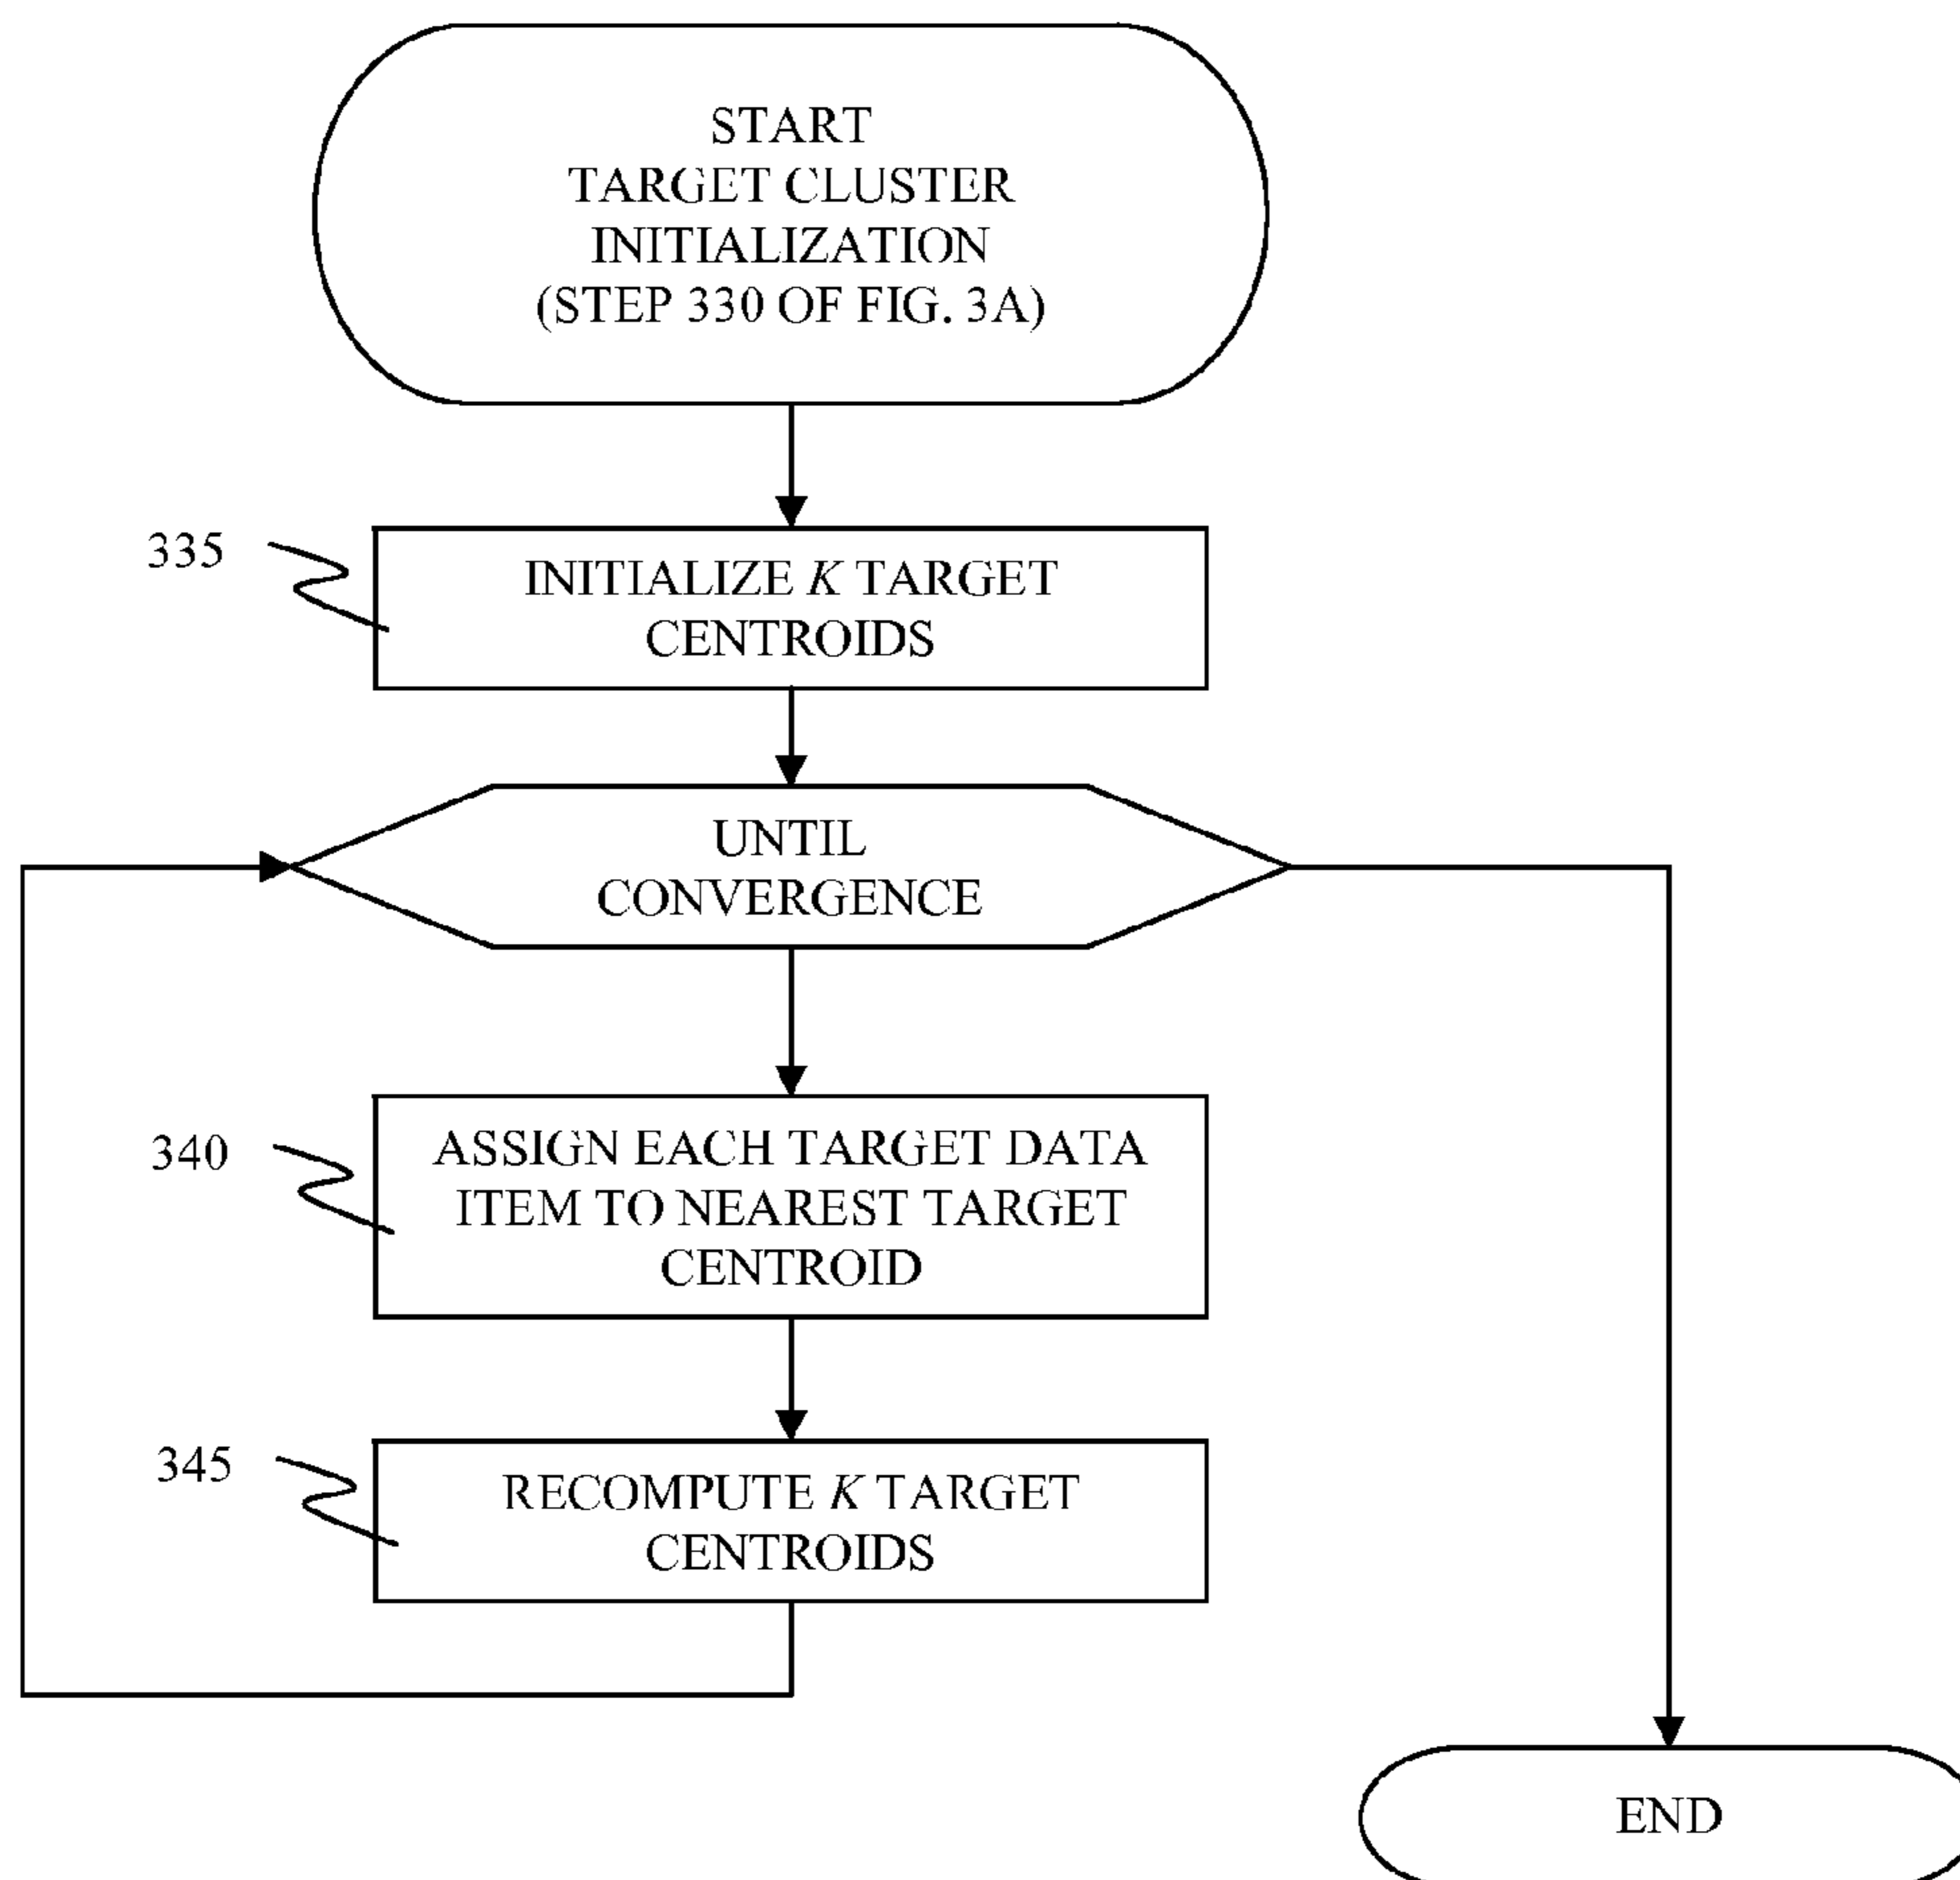 START
TARGET CLUSTER
INITIALIZATION
(STEP 330 OF FIG. 3A)
335
INITIALIZE K TARGET
CENTROIDS
UNTIL
CONVERGENCE
340
ASSIGN EACH TARGET DATA
ITEM TO NEAREST TARGET
CENTROID
345
RECOMPUTE K TARGET
CENTROIDS
END